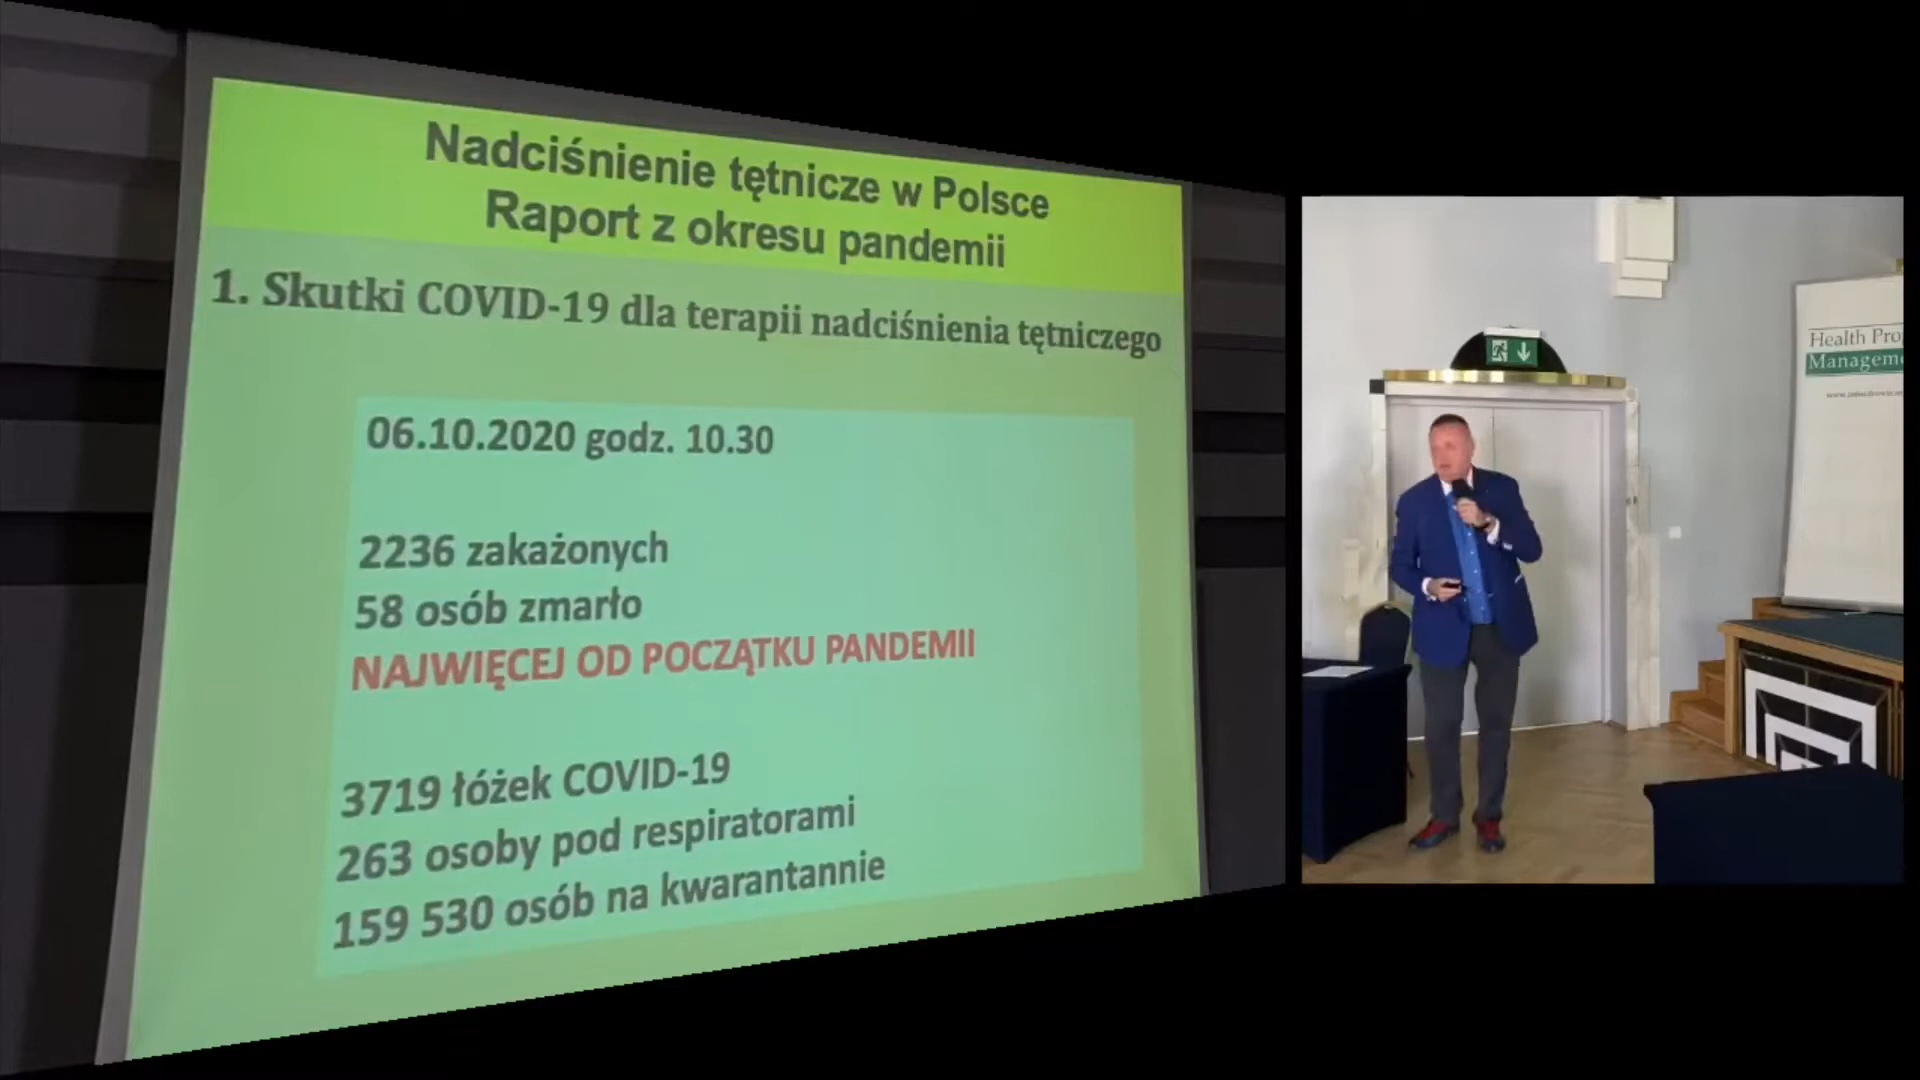 Nadciśnienie tętnicze w Polsce
Raport z okresu pandemii
1. Skutki COVID-19 dla terapii nadciśnienia tętniczego
06.10.2020 godz. 10.30
2236 zakażonych
58 osób zmarło
NAJWIĘCEJ OD POCZĄTKU PANDEMII
3719 łóżek COVID-19
263 osoby pod respiratorami
159 530 osób na kwarantannie
Health Pro
Manageme